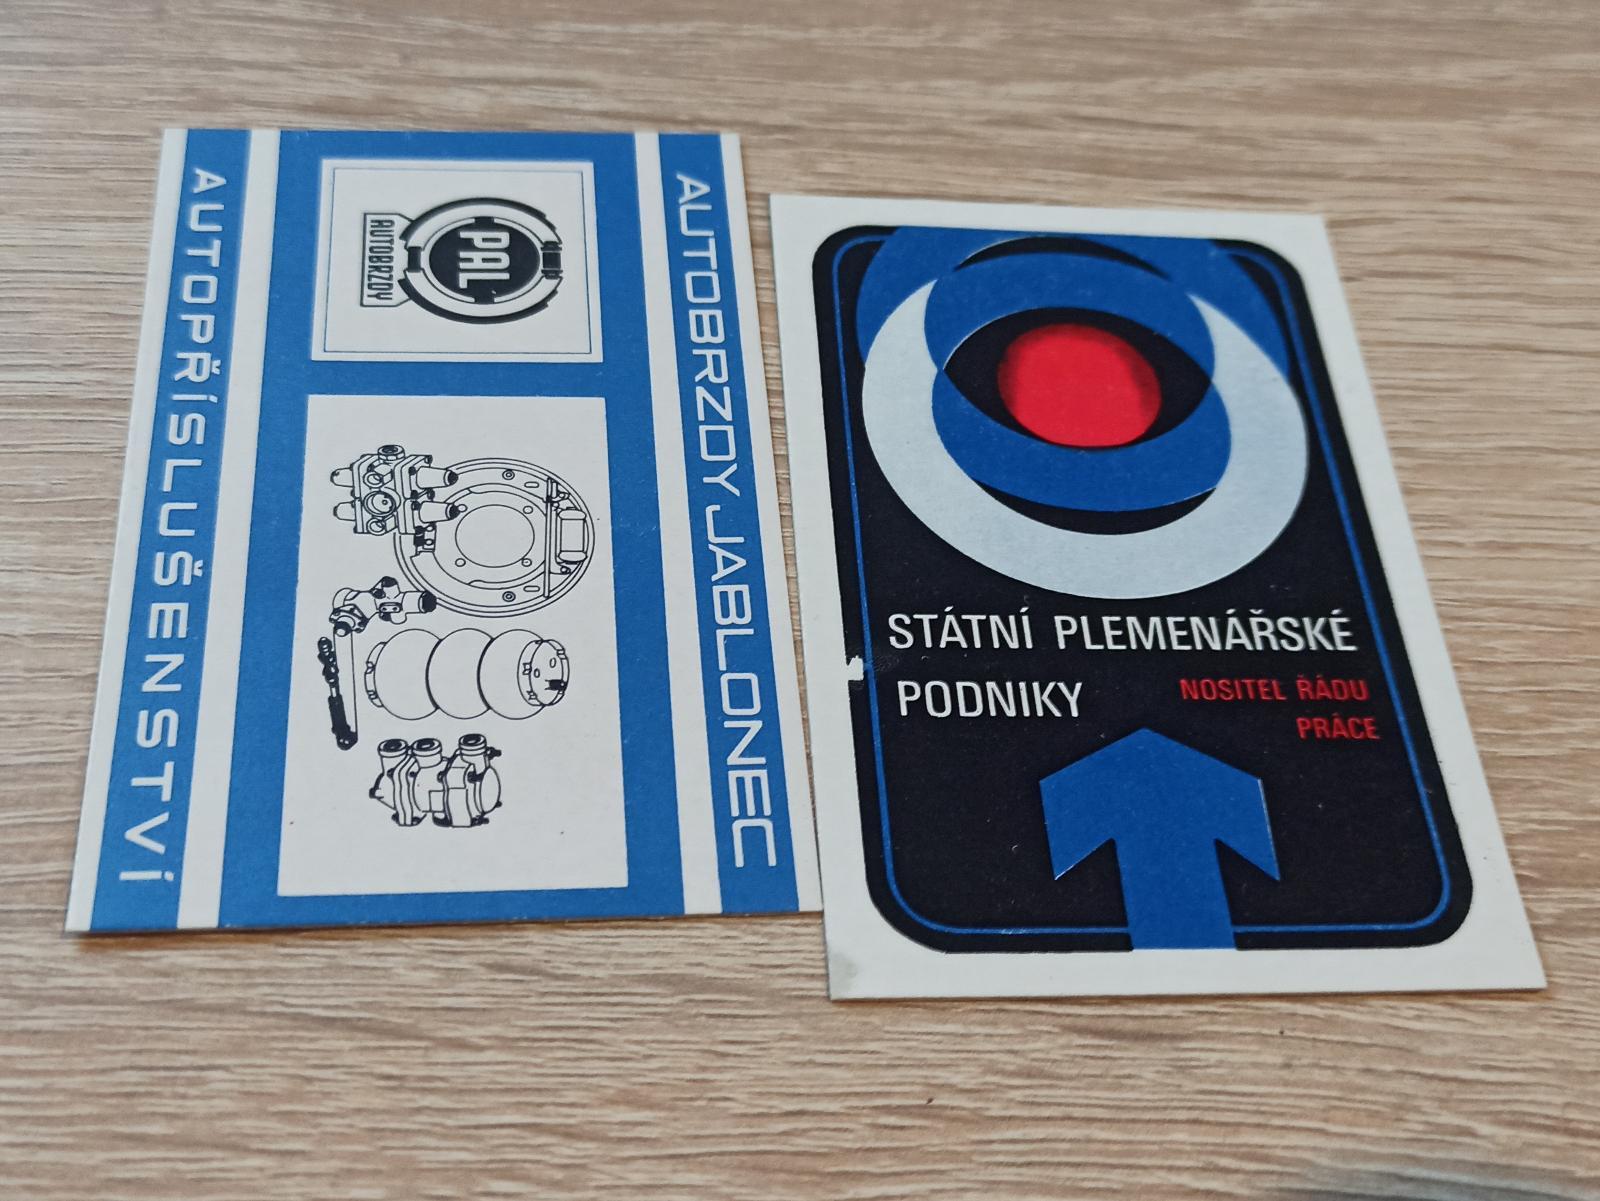 AUTOPŘÍSLUŠENSTVÍ
PAL
AUTOBRZDY
AUTOBRZDY JABLONEC
STÁTNÍ PLEMENÁŘSKÉ
PODNIKY
NOSITEL ŘÁDU
PRÁCE